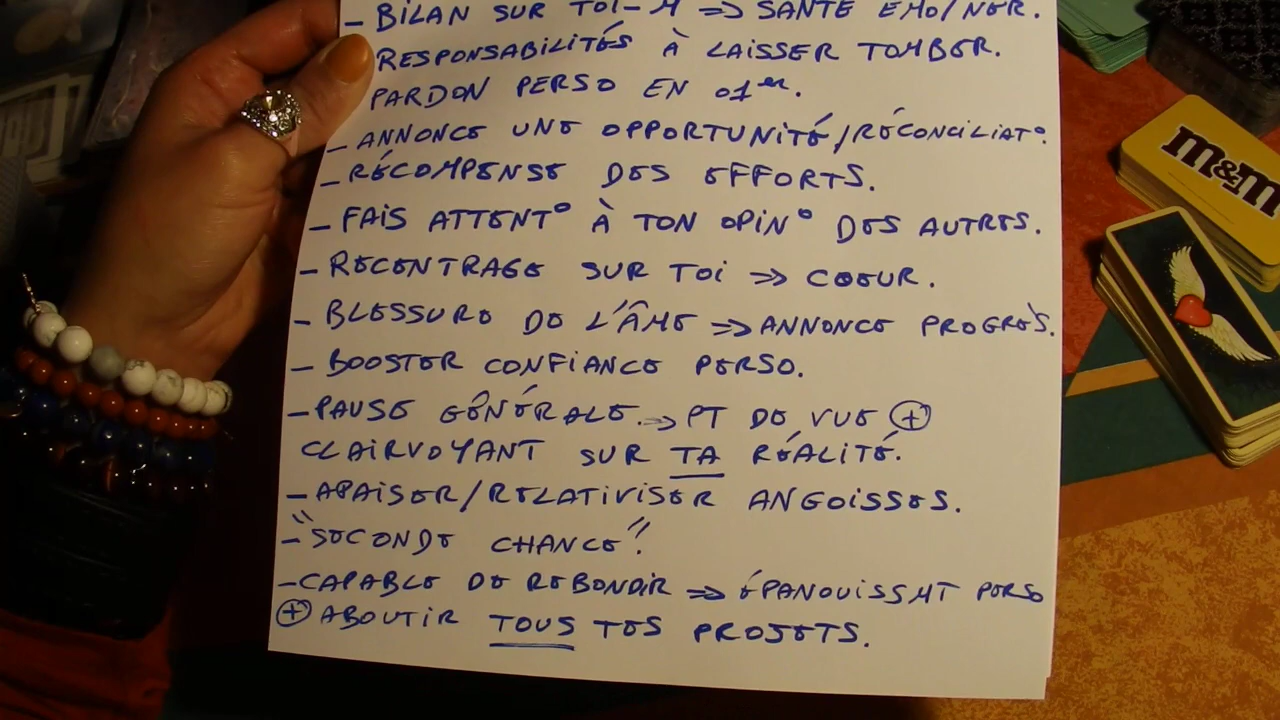 - BILAN SUR TOI-M => SANTÉ EMO/NER.
RESPONSABILITÉS À LAISSER TOMBER.
PARDON PERSO EN 01er.
- ANNONCE UNE OPPORTUNITÉ/RÉCONCILIAT°.
- RÉCOMPENSE DES EFFORTS.
- FAIS ATTENT° À TON OPIN° DES AUTRES.
- RECENTRAGE SUR TOI => COEUR.
- BLESSURE DE L'ÂME => ANNONCE PROGRÈS.
- BOOSTER CONFIANCE PERSO.
- PAUSE GÉNÉRALE. => PT DE VUE (+)
CLAIRVOYANT SUR TA RÉALITÉ.
- APAISER/RELATIVISER ANGOISSES.
- "SECONDE CHANCE".
- CAPABLE DE REBONDIR => ÉPANOUISSMT PERSO
(+) ABOUTIR TOUS TES PROJETS.
M&M